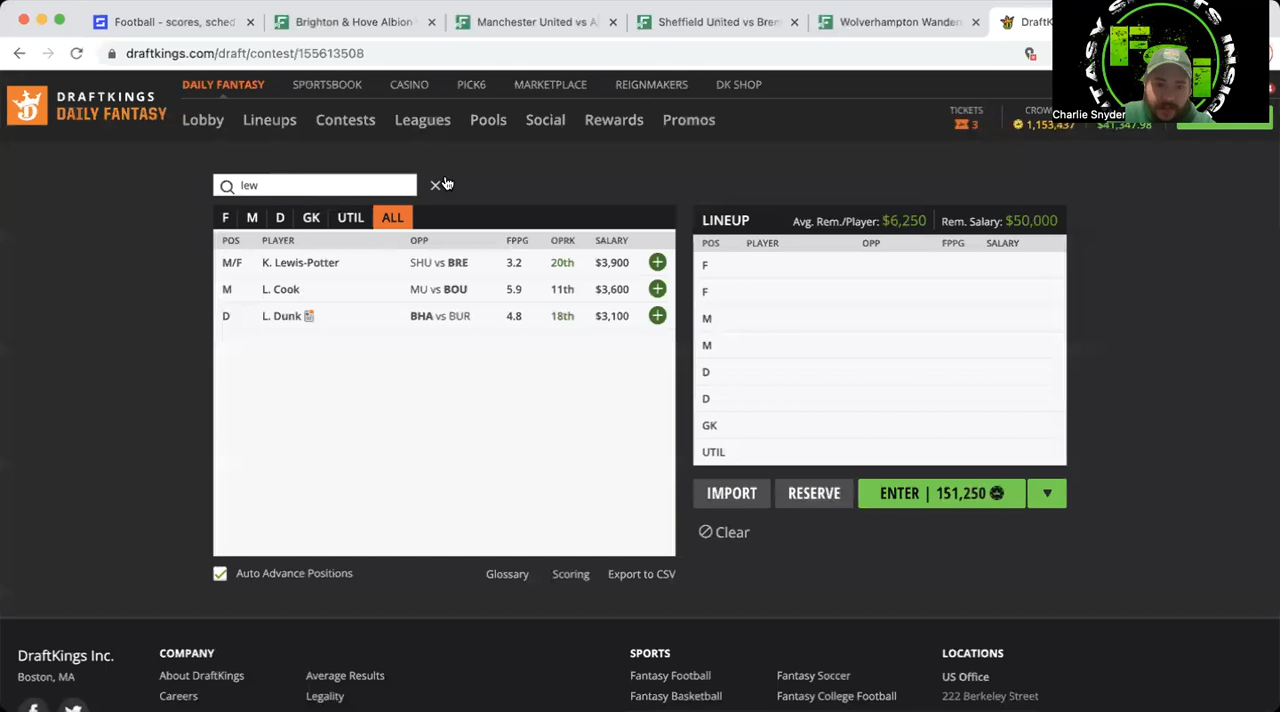 Football - scores, sched
Brighton & Hove Albion
Manchester United vs A
Sheffield United vs Bren
Wolverhampton Wander
DraftK
draftkings.com/draft/contest/155613508
DRAFTKINGS
DAILY FANTASY
DAILY FANTASY SPORTSBOOK CASINO PICK6 MARKETPLACE REIGNMAKERS DK SHOP
Lobby Lineups Contests Leagues Pools Social Rewards Promos
TICKETS
3
CROW
1,153,437
$41,347.98
Charlie Snyder
lew
F M D GK UTIL ALL
POS PLAYER OPP FPPG OPRK SALARY
M/F K. Lewis-Potter SHU vs BRE 3.2 20th $3,900
M L. Cook MU vs BOU 5.9 11th $3,600
D L. Dunk BHA vs BUR 4.8 18th $3,100
LINEUP Avg. Rem./Player: $6,250 Rem. Salary: $50,000
POS PLAYER OPP FPPG SALARY
F
F
M
M
D
D
GK
UTIL
IMPORT RESERVE ENTER | 151,250
Clear
Auto Advance Positions Glossary Scoring Export to CSV
DraftKings Inc.
Boston, MA
COMPANY
About DraftKings Average Results
Careers Legality
SPORTS
Fantasy Football Fantasy Soccer
Fantasy Basketball Fantasy College Football
LOCATIONS
US Office
222 Berkeley Street